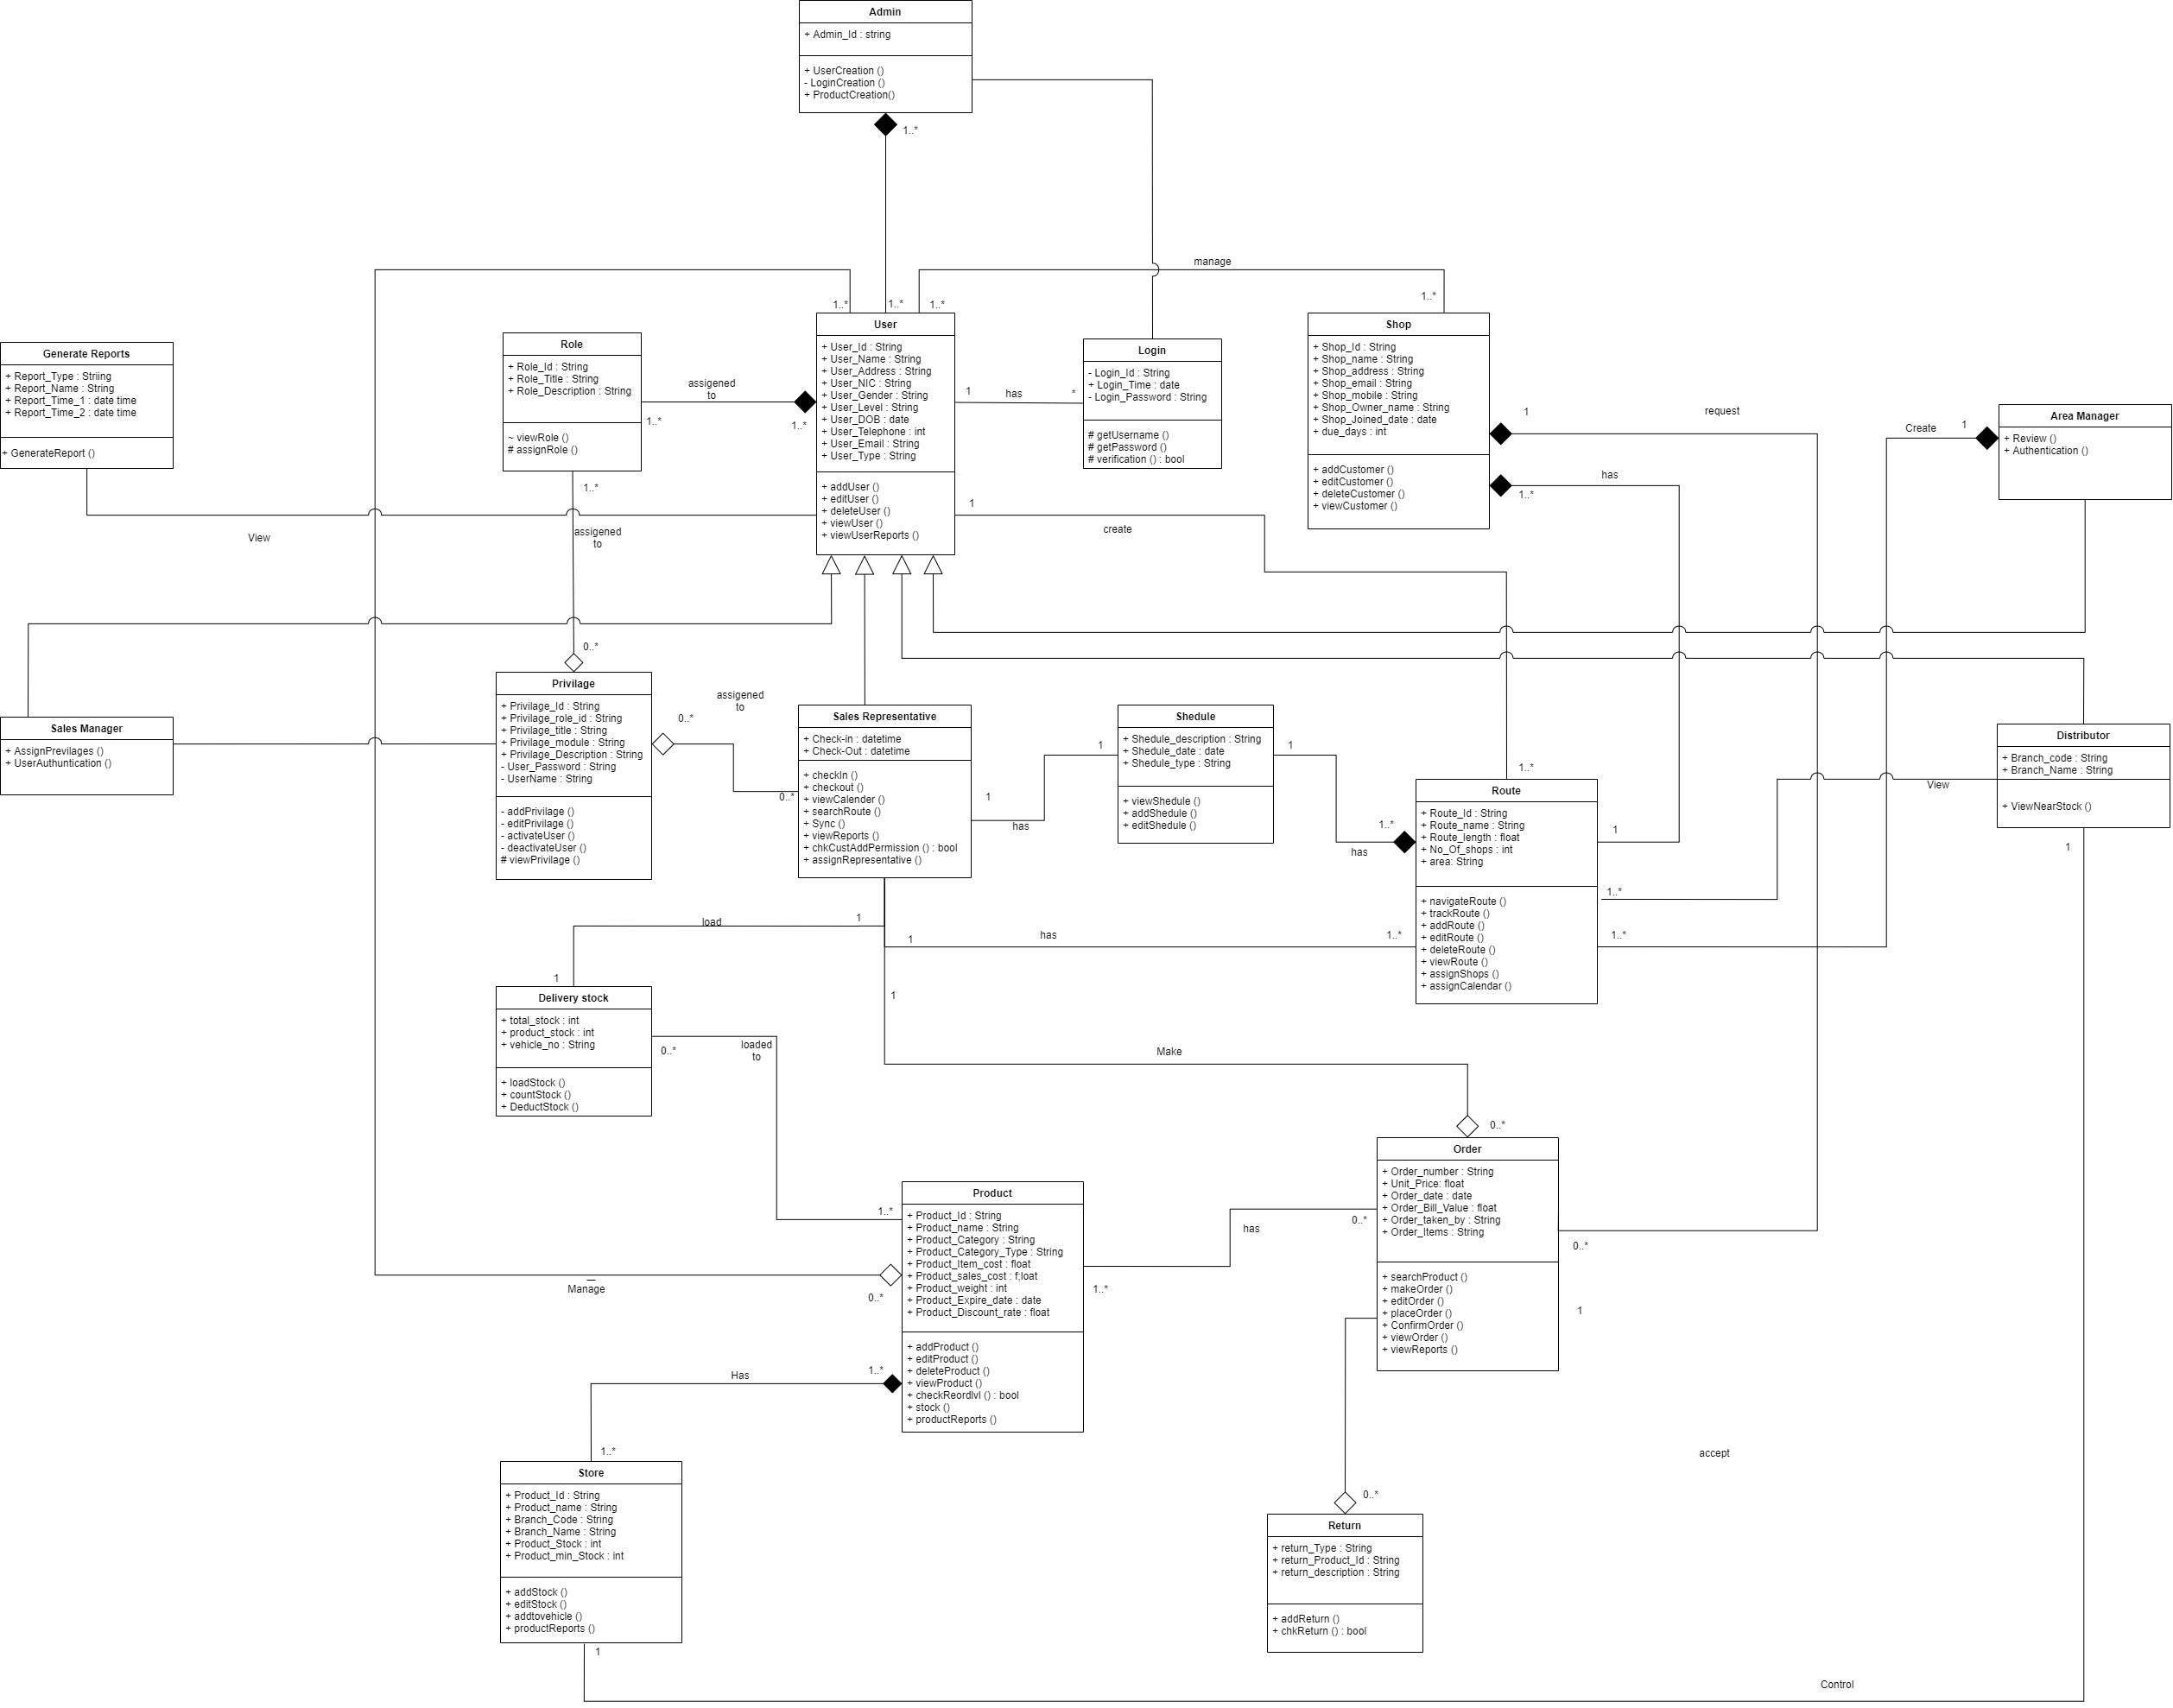 Admin
+ Admin_Id : string
+ UserCreation ()
- LoginCreation ()
+ ProductCreation()
1..*
manage
1..*
1..*
1..*
1..*
Generate Reports
+ Report_Type : Striing
+ Report_Name : String
+ Report_Time_1 : date time
+ Report_Time_2 : date time
+ GenerateReport ()
Role
+ Role_Id : String
+ Role_Title : String
+ Role_Description : String
~ viewRole ()
# assignRole ()
assigened
to
1..*
1..*
User
+ User_Id : String
+ User_Name : String
+ User_Address : String
+ User_NIC : String
+ User_Gender : String
+ User_Level : String
+ User_DOB : date
+ User_Telephone : int
+ User_Email : String
+ User_Type : String
+ addUser ()
+ editUser ()
+ deleteUser ()
+ viewUser ()
+ viewUserReports ()
1
has
*
Login
- Login_Id : String
+ Login_Time : date
- Login_Password : String
# getUsername ()
# getPassword ()
# verification () : bool
Shop
+ Shop_Id : String
+ Shop_name : String
+ Shop_address : String
+ Shop_email : String
+ Shop_mobile : String
+ Shop_Owner_name : String
+ Shop_Joined_date : date
+ due_days : int
+ addCustomer ()
+ editCustomer ()
+ deleteCustomer ()
+ viewCustomer ()
1
request
has
1..*
Create
1
Area Manager
+ Review ()
+ Authentication ()
1..*
1
create
View
assigened
to
0..*
Sales Manager
+ AssignPrevilages ()
+ UserAuthuntication ()
Privilage
+ Privilage_Id : String
+ Privilage_role_id : String
+ Privilage_title : String
+ Privilage_module : String
+ Privilage_Description : String
- User_Password : String
- UserName : String
- addPrivilage ()
- editPrivilage ()
- activateUser ()
- deactivateUser ()
# viewPrivilage ()
assigened
to
0..*
0..*
Sales Representative
+ Check-in : datetime
+ Check-Out : datetime
+ checkIn ()
+ checkout ()
+ viewCalender ()
+ searchRoute ()
+ Sync ()
+ viewReports ()
+ chkCustAddPermission () : bool
+ assignRepresentative ()
1
has
1
Shedule
+ Shedule_description : String
+ Shedule_date : date
+ Shedule_type : String
+ viewShedule ()
+ addShedule ()
+ editShedule ()
1
has
1..*
1..*
Route
+ Route_Id : String
+ Route_name : String
+ Route_length : float
+ No_Of_shops : int
+ area: String
+ navigateRoute ()
+ trackRoute ()
+ addRoute ()
+ editRoute ()
+ deleteRoute ()
+ viewRoute ()
+ assignShops ()
+ assignCalendar ()
1
1..*
1..*
View
Distributor
+ Branch_code : String
+ Branch_Name : String
+ ViewNearStock ()
1
load
1
1
has
1..*
1
1
Delivery stock
+ total_stock : int
+ product_stock : int
+ vehicle_no : String
+ loadStock ()
+ countStock ()
+ DeductStock ()
0..*
loaded
to
Make
0..*
Order
+ Order_number : String
+ Unit_Price: float
+ Order_date : date
+ Order_Bill_Value : float
+ Order_taken_by : String
+ Order_Items : String
+ searchProduct ()
+ makeOrder ()
+ editOrder ()
+ placeOrder ()
+ ConfirmOrder ()
+ viewOrder ()
+ viewReports ()
0..*
1
1..*
Product
+ Product_Id : String
+ Product_name : String
+ Product_Category : String
+ Product_Category_Type : String
+ Product_Item_cost : float
+ Product_sales_cost : f;loat
+ Product_weight : int
+ Product_Expire_date : date
+ Product_Discount_rate : float
+ addProduct ()
+ editProduct ()
+ deleteProduct ()
+ viewProduct ()
+ checkReordlvl () : bool
+ stock ()
+ productReports ()
has
0..*
1..*
Manage
0..*
Has
1..*
1..*
Store
+ Product_Id : String
+ Product_name : String
+ Branch_Code : String
+ Branch_Name : String
+ Product_Stock : int
+ Product_min_Stock : int
+ addStock ()
+ editStock ()
+ addtovehicle ()
+ productReports ()
1
accept
0..*
Return
+ return_Type : String
+ return_Product_Id : String
+ return_description : String
+ addReturn ()
+ chkReturn () : bool
Control